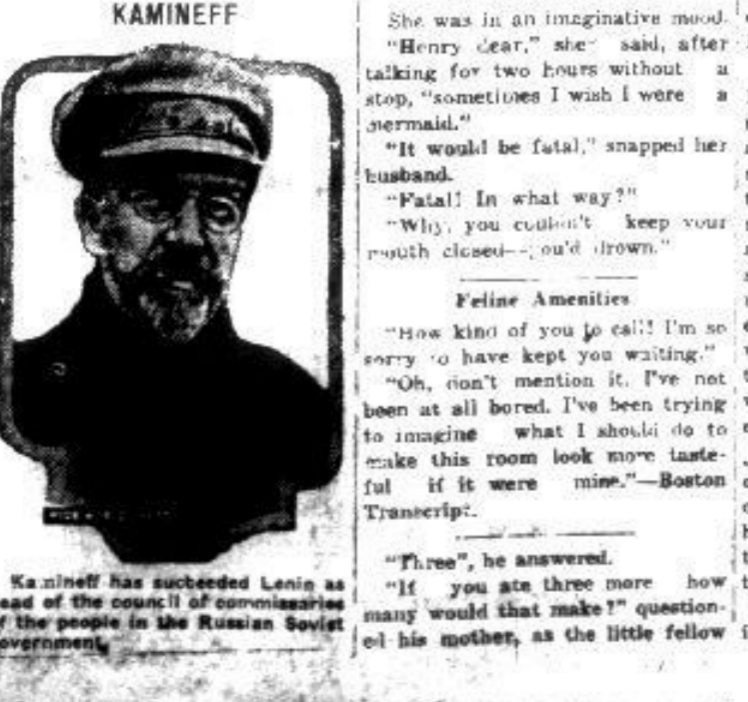 KAMINEFF
Kamineff has succeeded Lenin as
ead of the council of commissaries
f the people in the Russian Soviet
overnment.
She was in an imaginative mood.
"Henry dear," she said, after
talking for two hours without a
stop, "sometimes I wish I were a
mermaid."
"It would be fatal," snapped her
husband.
"Fatal! In what way?"
"Why, you couldn't keep your
mouth closed—you'd drown."
Feline Amenities
"How kind of you to call! I'm so
sorry to have kept you waiting."
"Oh, don't mention it. I've not
been at all bored. I've been trying
to imagine what I should do to
make this room look more taste-
ful if it were mine."—Boston
Transcript.
"Three", he answered.
"If you ate three more how
many would that make?" question-
ed his mother, as the little fellow